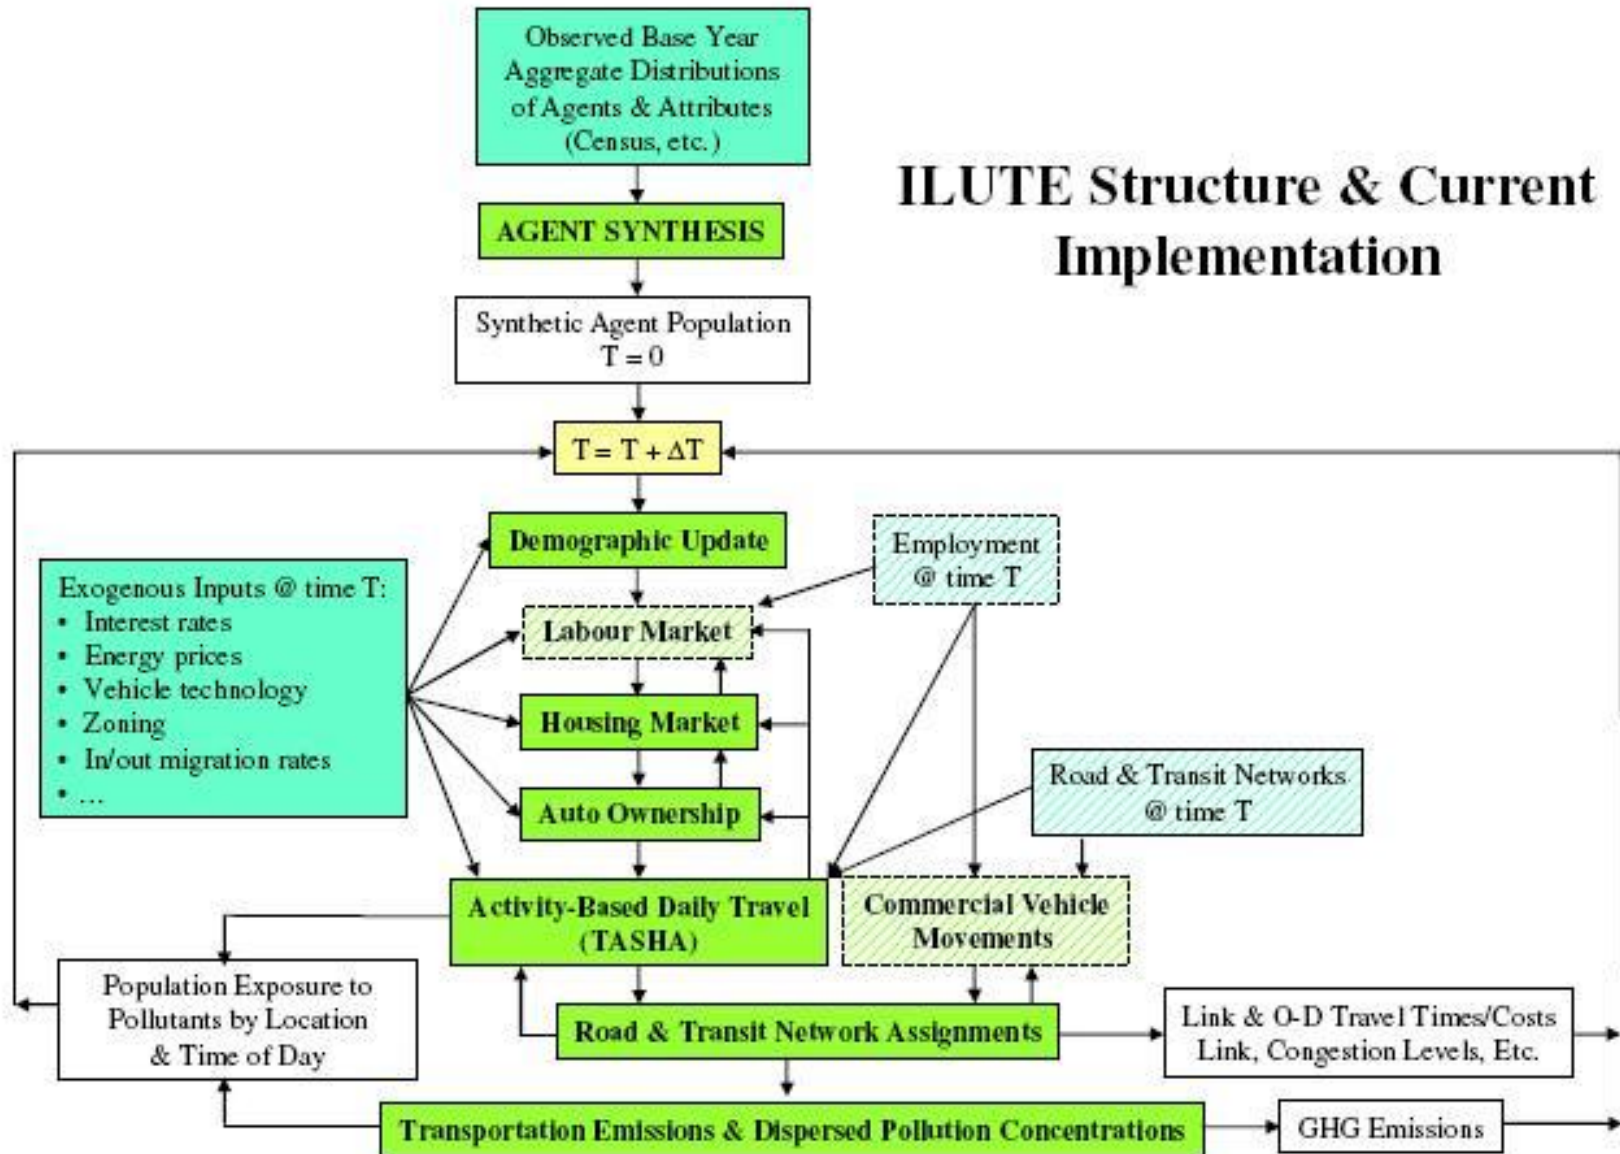 Observed Base Year
Aggregate Distributions
of Agents & Attributes
(Census, etc.)
ILUTE Structure & Current
Implementation
AGENT SYNTHESIS
Synthetic Agent Population
T = 0
T = T + ΔT
Demographic Update
Employment
@ time T
Exogenous Inputs @ time T:
• Interest rates
• Energy prices
• Vehicle technology
• Zoning
• In/out migration rates
• ...
Labour Market
Housing Market
Auto Ownership
Road & Transit Networks
@ time T
Activity-Based Daily Travel
(TASHA)
Commercial Vehicle
Movements
Population Exposure to
Pollutants by Location
& Time of Day
Road & Transit Network Assignments
Link & O-D Travel Times/Costs
Link, Congestion Levels, Etc.
Transportation Emissions & Dispersed Pollution Concentrations
GHG Emissions